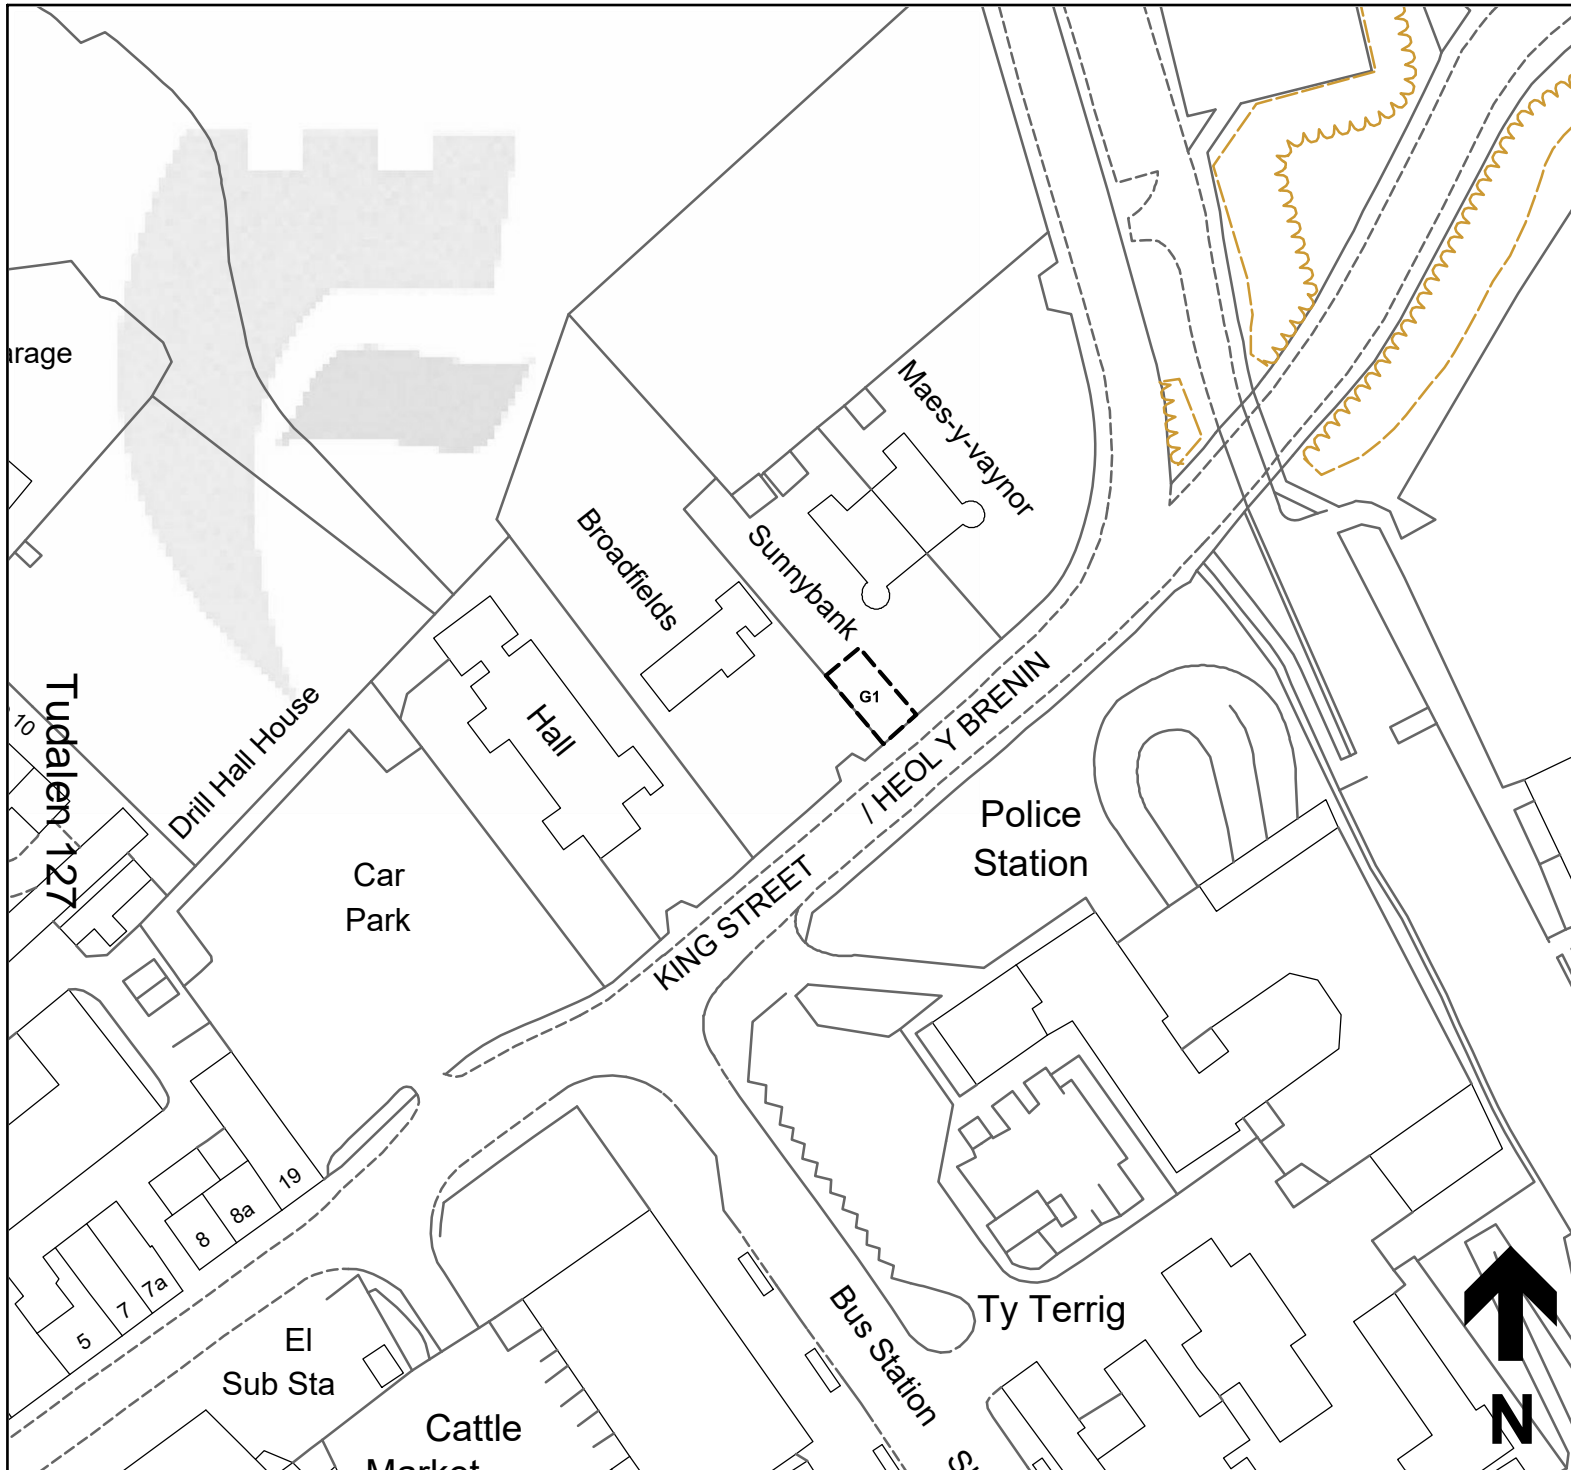 arage
Maes-y-vaynor
Broadfields
Sunnybank
G1
Hall
Drill Hall House
10
Tudalen 127
/ HEOL Y BRENIN
KING STREET
Police
Station
Car
Park
19
8a
8
7a
7
5
El
Sub Sta
Cattle
Market
Bus Station
Ty Terrig
N